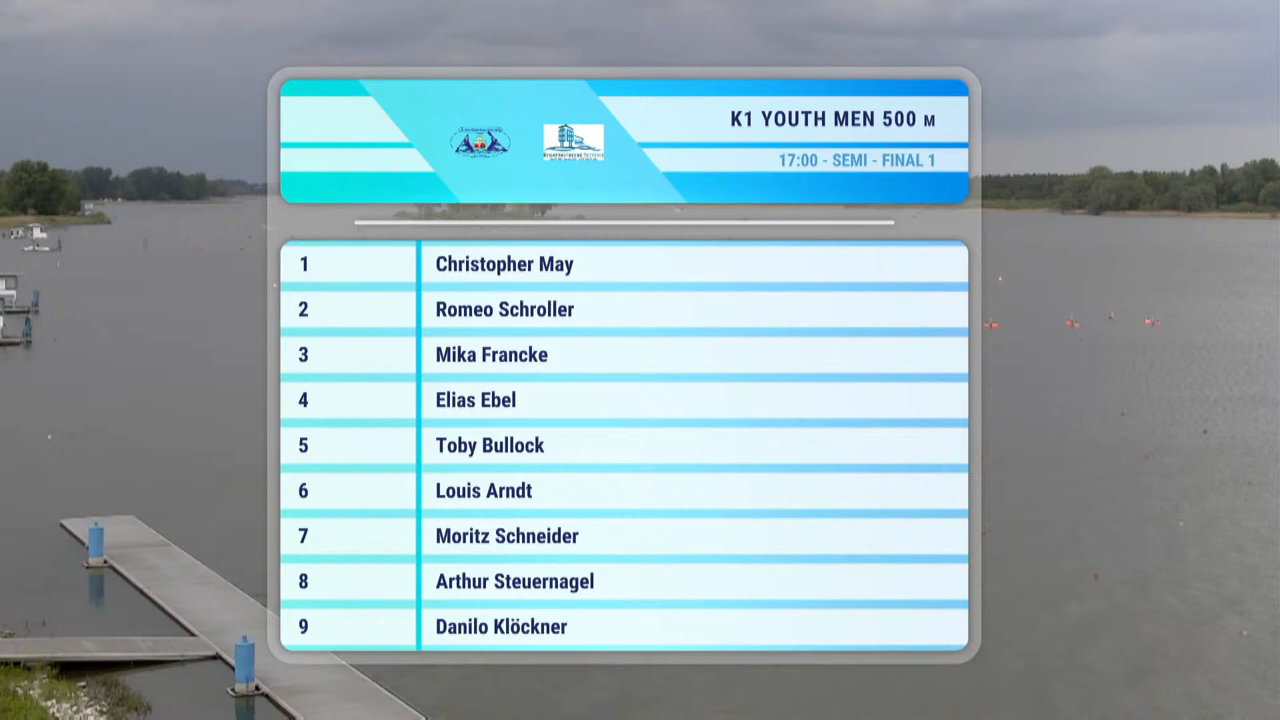 K1 YOUTH MEN 500 M
17:00 - SEMI - FINAL 1
1 Christopher May
2 Romeo Schroller
3 Mika Francke
4 Elias Ebel
5 Toby Bullock
6 Louis Arndt
7 Moritz Schneider
8 Arthur Steuernagel
9 Danilo Klöckner